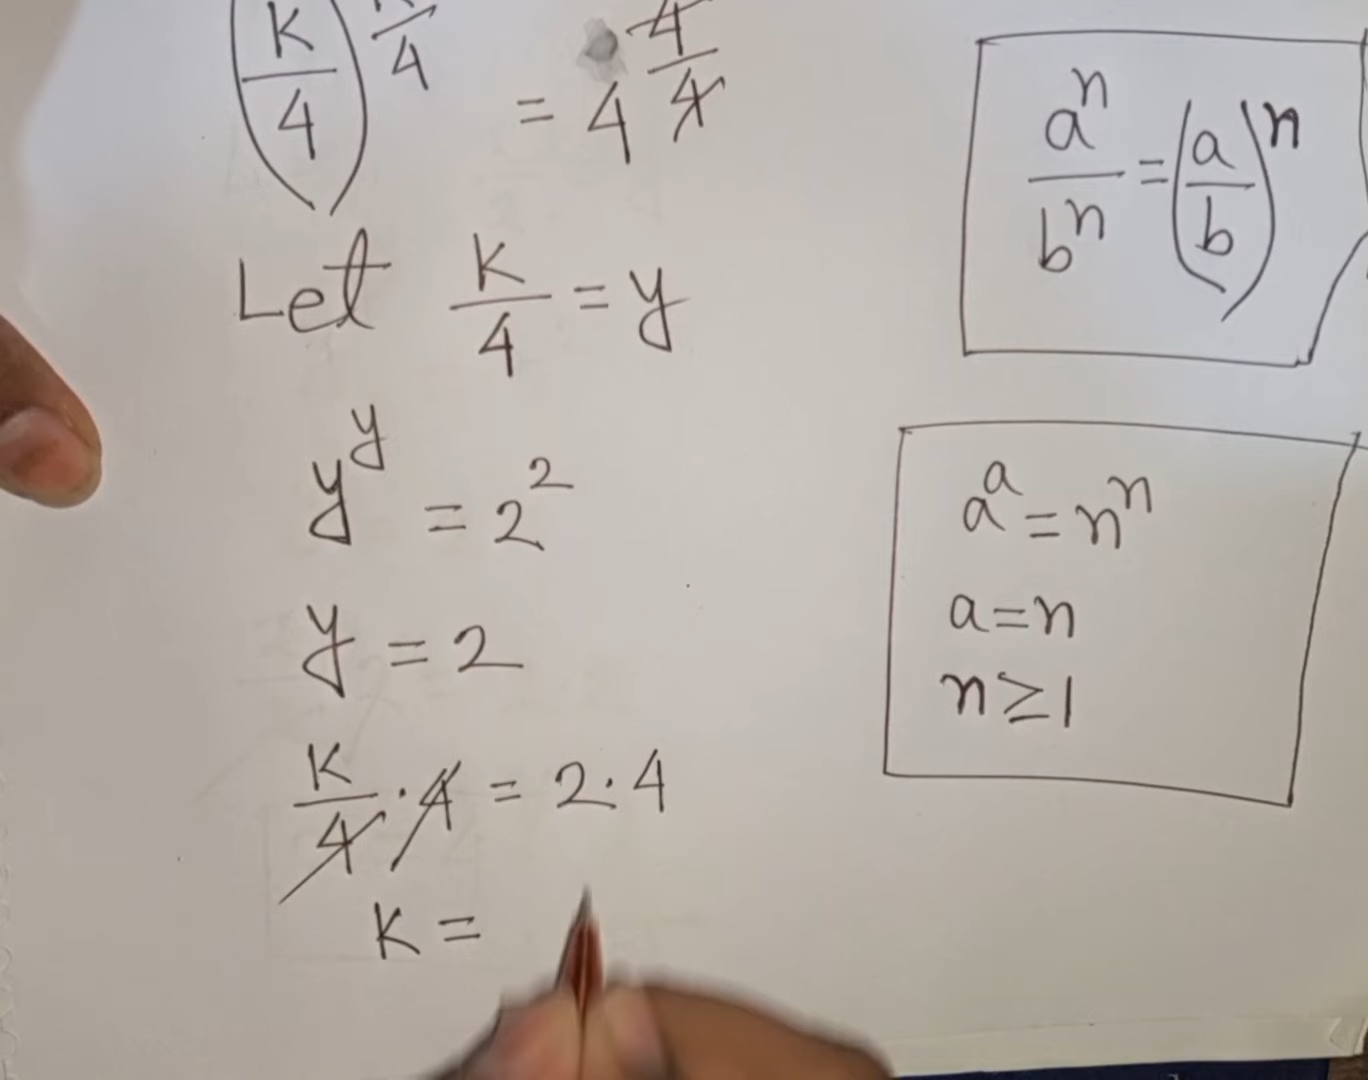 (k/4)^k/4 = 4^4/4
Let k/4 = y
y^y = 2^2
y = 2
k/4 · 4 = 2 · 4
k =
a^n/b^n = (a/b)^n
a^a = n^n
a = n
n ≥ 1